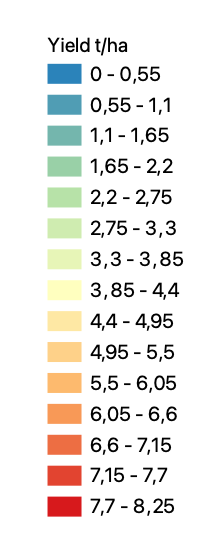 Yield t/ha
0 - 0,55
0,55 - 1,1
1,1 - 1,65
1,65 - 2,2
2,2 - 2,75
2,75 - 3,3
3,3 - 3,85
3,85 - 4,4
4,4 - 4,95
4,95 - 5,5
5,5 - 6,05
6,05 - 6,6
6,6 - 7,15
7,15 - 7,7
7,7 - 8,25